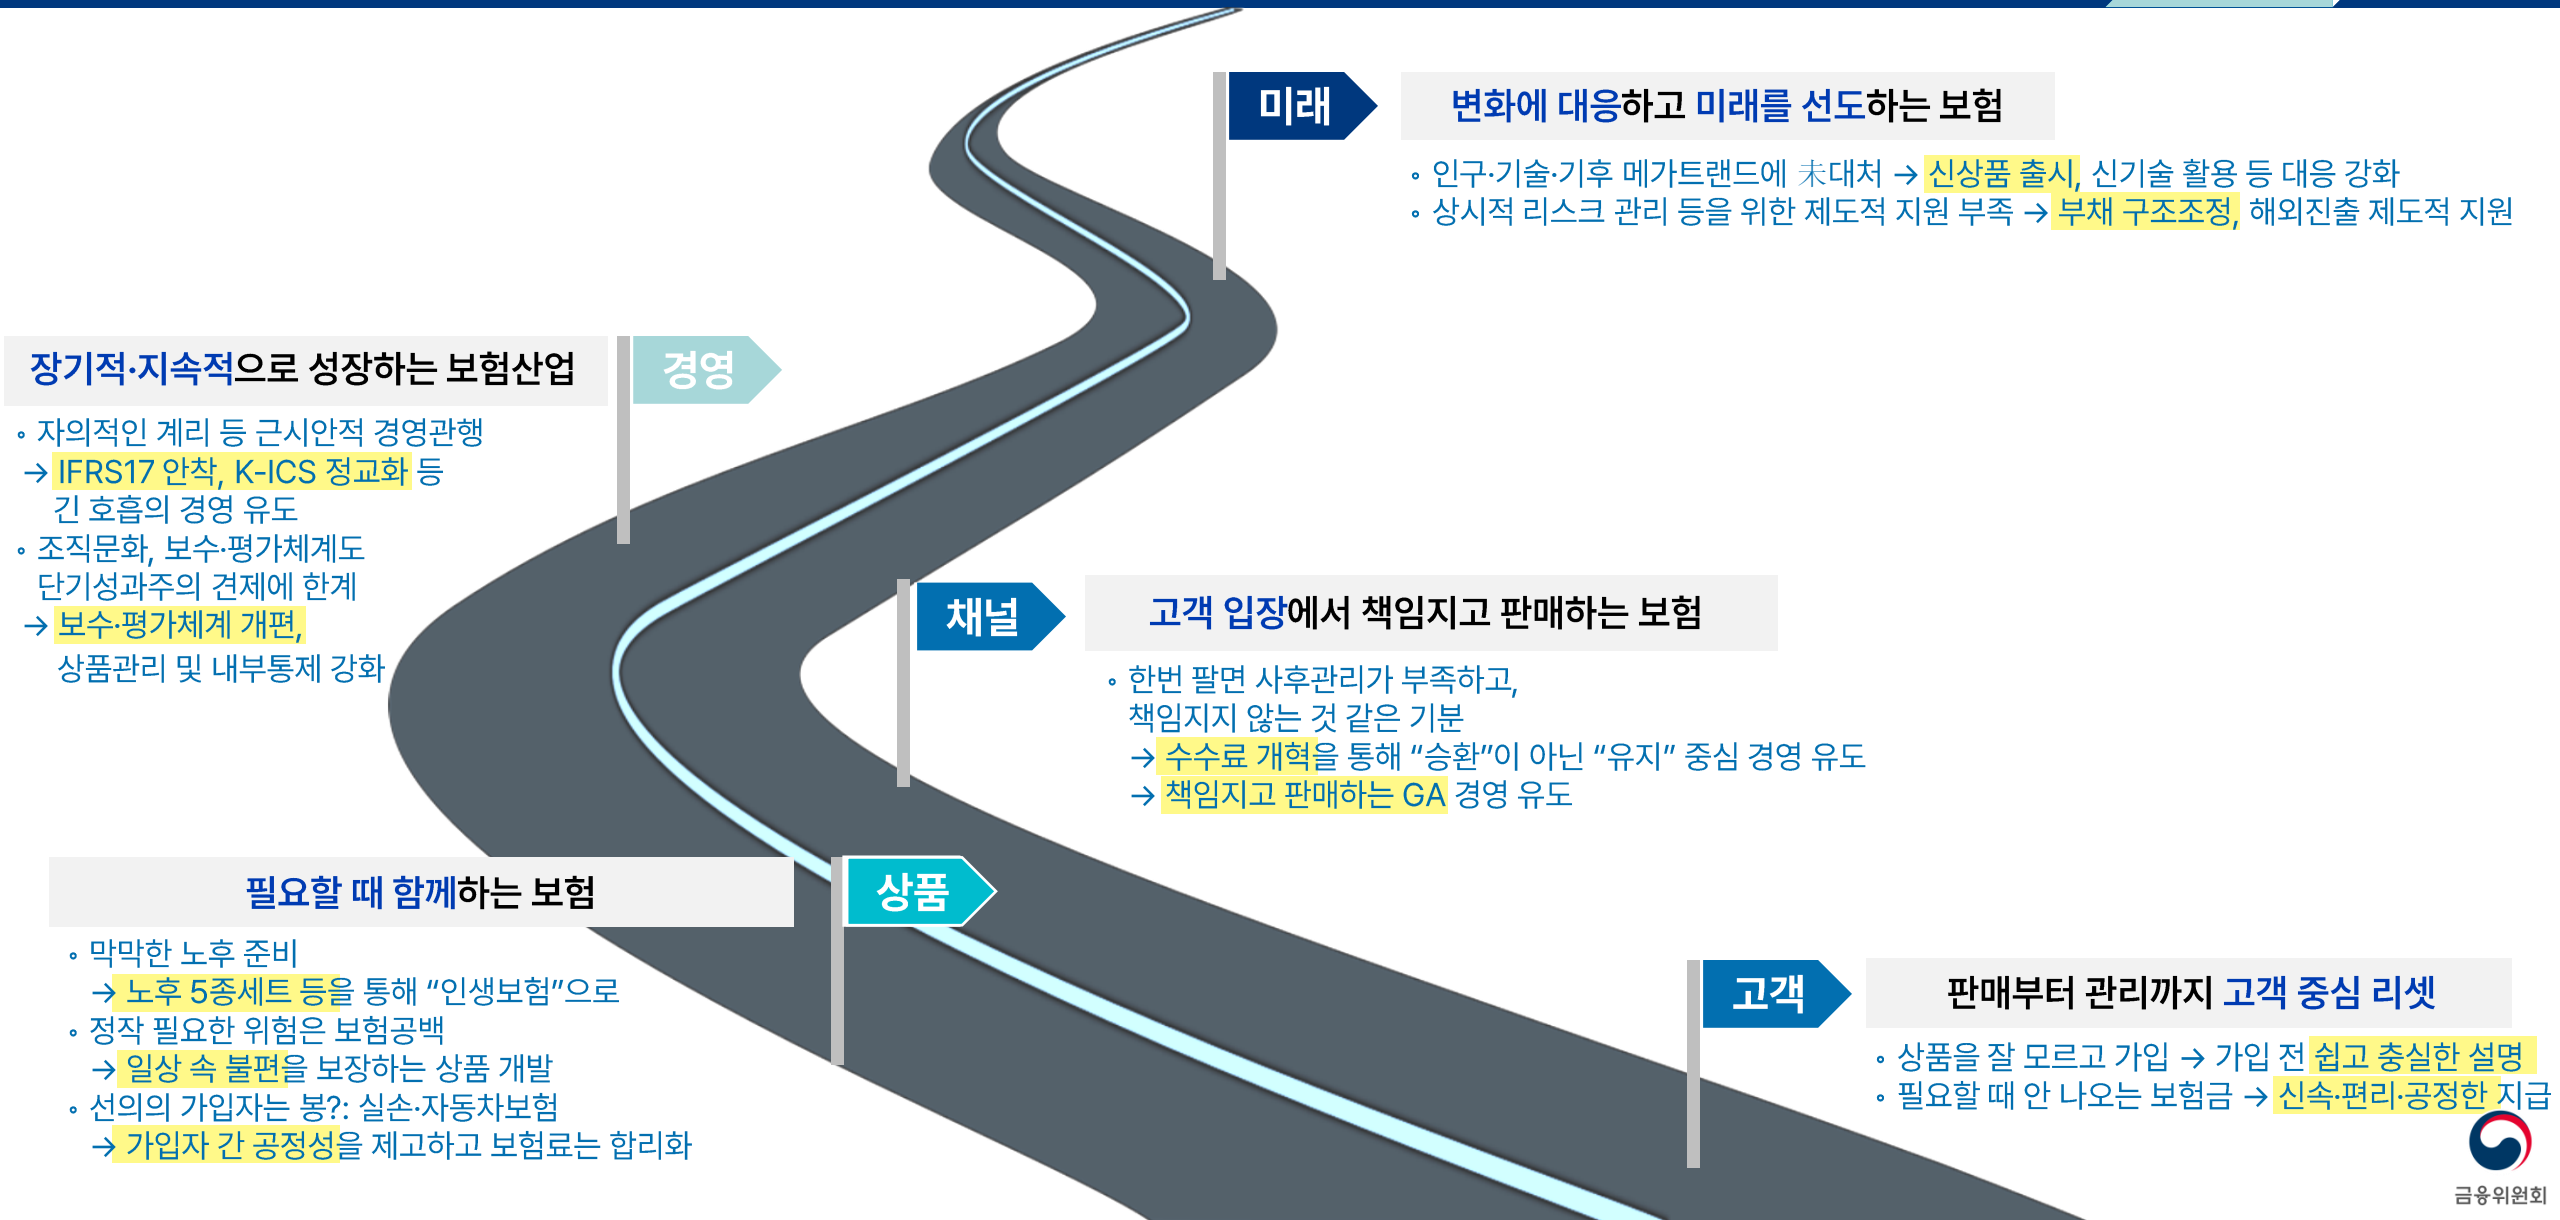 미래
변화에 대응하고 미래를 선도하는 보험
◦ 인구·기술·기후 메가트랜드에 未대처 → 신상품 출시, 신기술 활용 등 대응 강화
◦ 상시적 리스크 관리 등을 위한 제도적 지원 부족 → 부채 구조조정, 해외진출 제도적 지원
장기적·지속적으로 성장하는 보험산업
경영
◦ 자의적인 계리 등 근시안적 경영관행
→ IFRS17 안착, K-ICS 정교화 등
긴 호흡의 경영 유도
◦ 조직문화, 보수·평가체계도
단기성과주의 견제에 한계
→ 보수·평가체계 개편,
상품관리 및 내부통제 강화
채널
고객 입장에서 책임지고 판매하는 보험
◦ 한번 팔면 사후관리가 부족하고,
책임지지 않는 것 같은 기분
→ 수수료 개혁을 통해 “승환”이 아닌 “유지” 중심 경영 유도
→ 책임지고 판매하는 GA 경영 유도
필요할 때 함께하는 보험
상품
◦ 막막한 노후 준비
→ 노후 5종세트 등을 통해 “인생보험”으로
◦ 정작 필요한 위험은 보험공백
→ 일상 속 불편을 보장하는 상품 개발
◦ 선의의 가입자는 봉?: 실손·자동차보험
→ 가입자 간 공정성을 제고하고 보험료는 합리화
고객
판매부터 관리까지 고객 중심 리셋
◦ 상품을 잘 모르고 가입 → 가입 전 쉽고 충실한 설명
◦ 필요할 때 안 나오는 보험금 → 신속·편리·공정한 지급
금융위원회